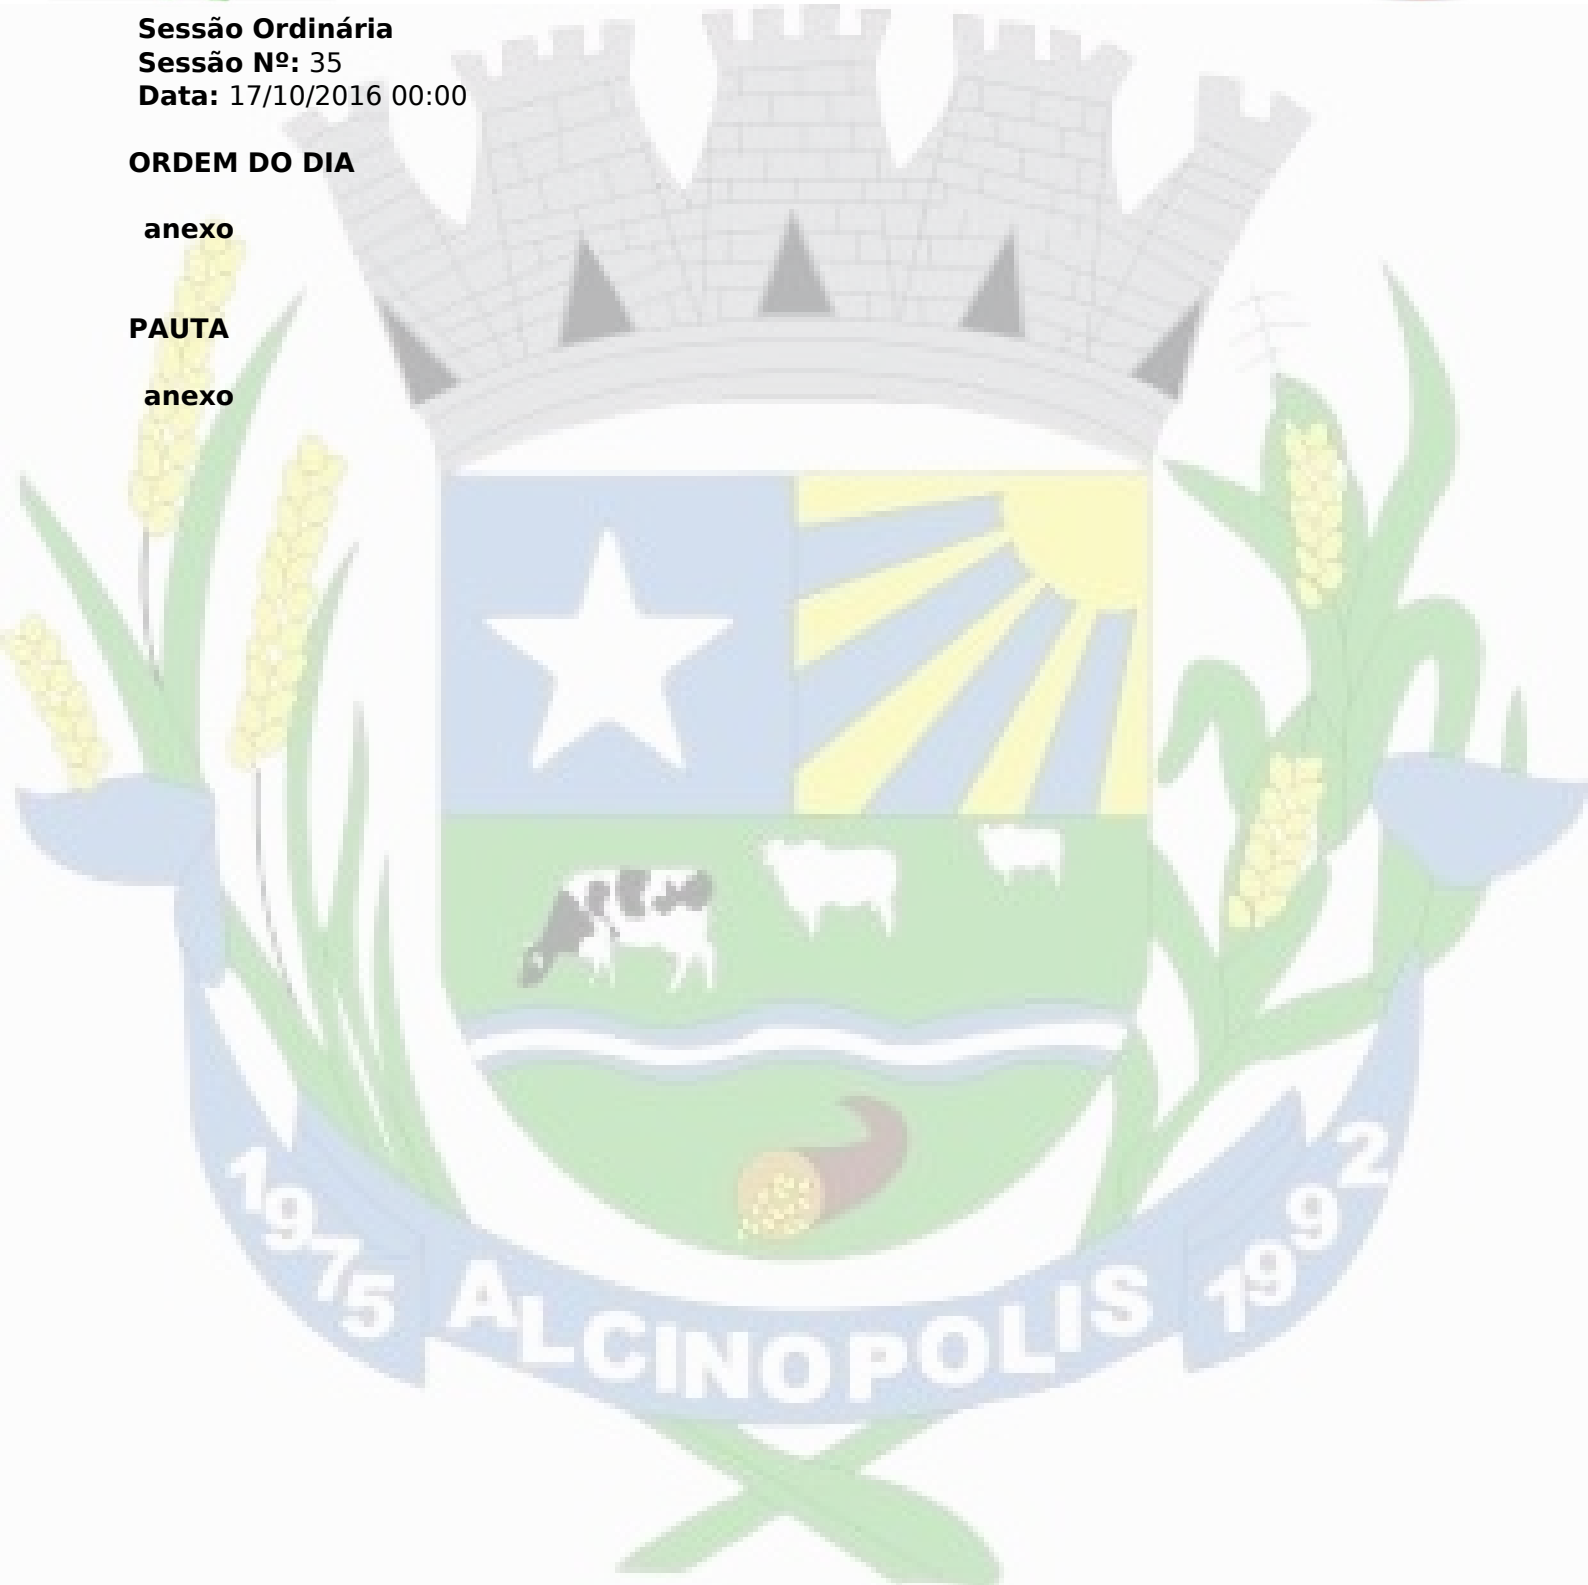 Sessão Ordinária
Sessão Nº: 35
Data: 17/10/2016 00:00
ORDEM DO DIA
anexo
PAUTA
anexo
1975 ALCINOPOLIS 1992